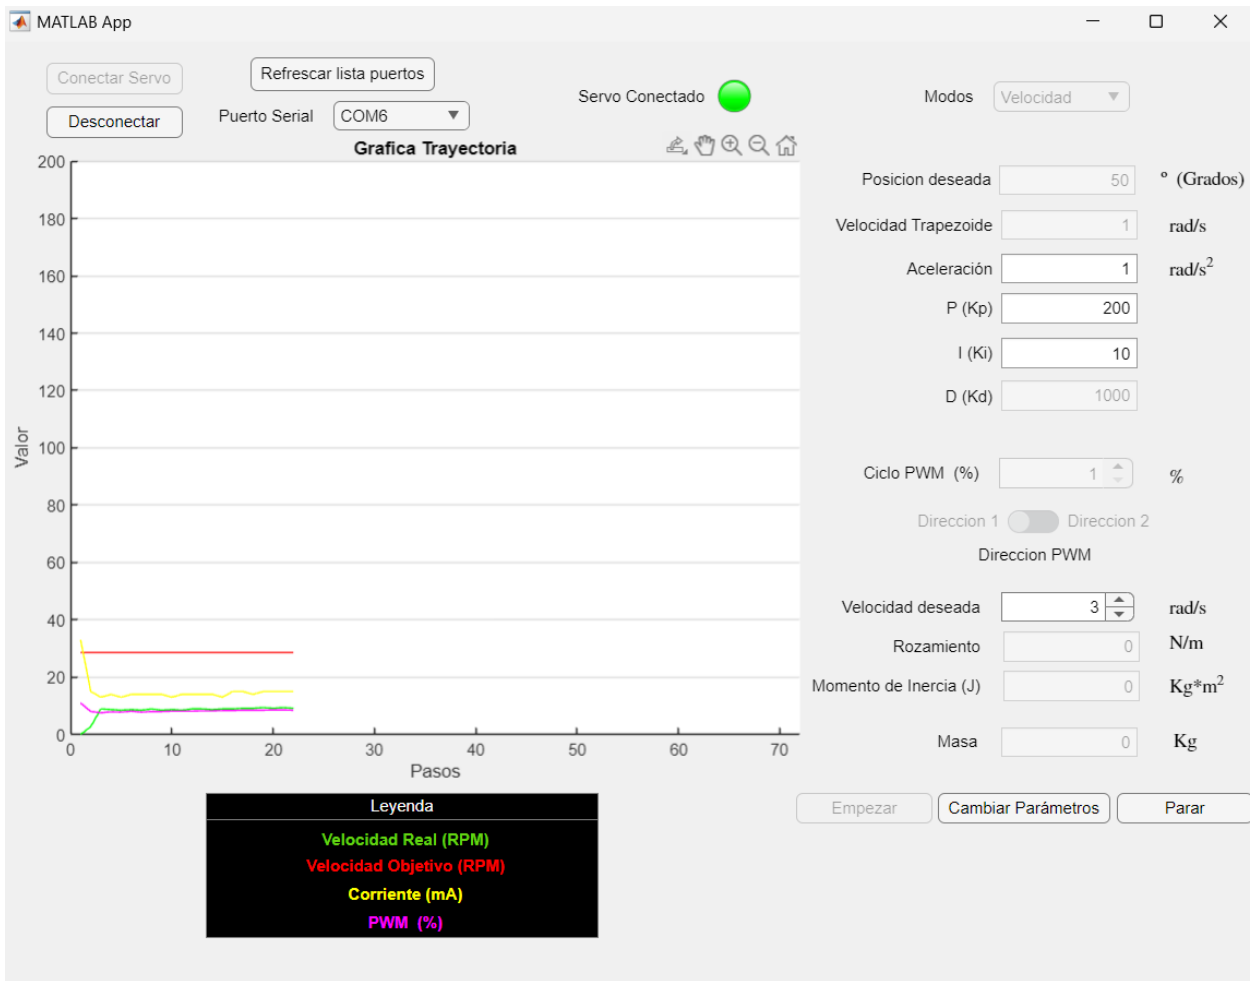 MATLAB App
Conectar Servo
Refrescar lista puertos
Desconectar
Puerto Serial COM6
Servo Conectado
Modos Velocidad
Grafica Trayectoria
200
180
160
140
120
100
80
60
40
20
0
Valor
0 10 20 30 40 50 60 70
Pasos
Leyenda
Velocidad Real (RPM)
Velocidad Objetivo (RPM)
Corriente (mA)
PWM (%)
Posicion deseada 50 º (Grados)
Velocidad Trapezoide 1 rad/s
Aceleración 1 rad/s²
P (Kp) 200
I (Ki) 10
D (Kd) 1000
Ciclo PWM (%) 1 %
Direccion 1 Direccion 2
Direccion PWM
Velocidad deseada 3 rad/s
Rozamiento 0 N/m
Momento de Inercia (J) 0 Kg*m²
Masa 0 Kg
Empezar Cambiar Parámetros Parar